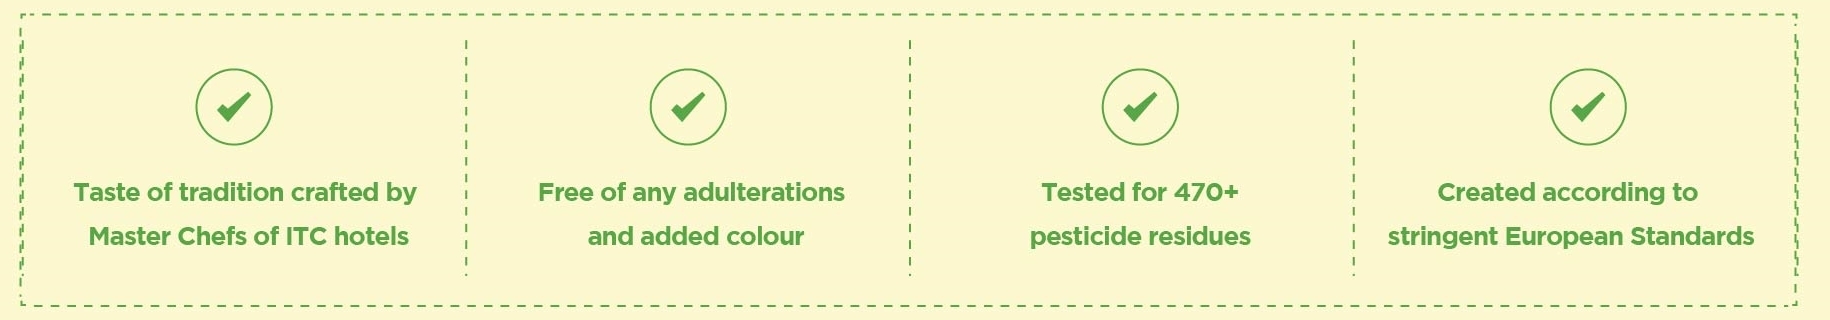 Taste of tradition crafted by
Master Chefs of ITC hotels
Free of any adulterations
and added colour
Tested for 470+
pesticide residues
Created according to
stringent European Standards